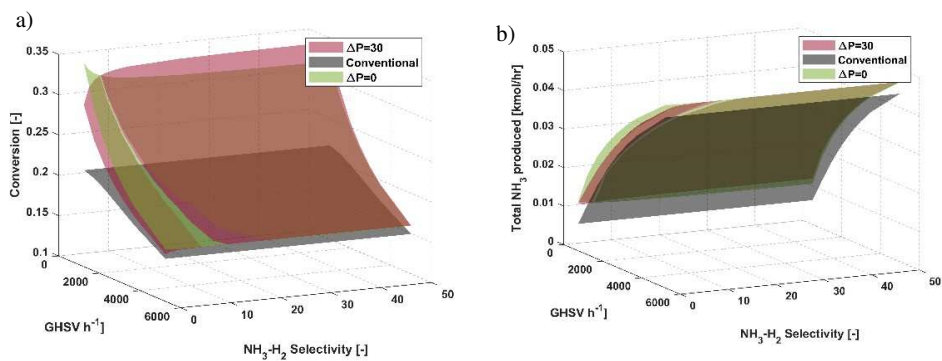 a)
0.35
0.3
0.25
0.2
0.15
0.1
Conversion [-]
0
2000
4000
6000
GHSV h⁻¹]
0
10
20
30
40
50
NH₃-H₂ Selectivity [-]
ΔP=30
Conventional
ΔP=0
b)
0.05
0.04
0.03
0.02
0.01
0
Total NH₃ produced [kmol/hr]
0
2000
4000
6000
GHSV h⁻¹]
0
10
20
30
40
50
NH₃-H₂ Selectivity [-]
ΔP=30
Conventional
ΔP=0